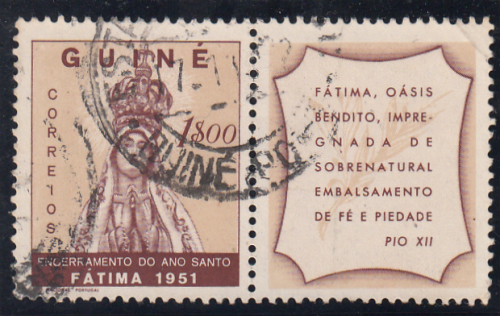 GUINÉ
CORREIOS
1$00
ENCERRAMENTO DO ANO SANTO
FÁTIMA 1951
PORTUGAL
FÁTIMA, OÁSIS
BENDITO, IMPRE-
GNADA DE
SOBRENATURAL
EMBALSAMENTO
DE FÉ E PIEDADE
PIO XII
GUINÉ